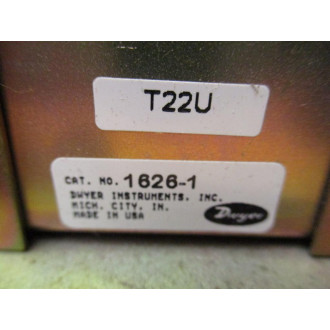 T22U
CAT. NO. 1626-1
DWYER INSTRUMENTS, INC.
MICH. CITY, IN.
MADE IN USA
Dwyer